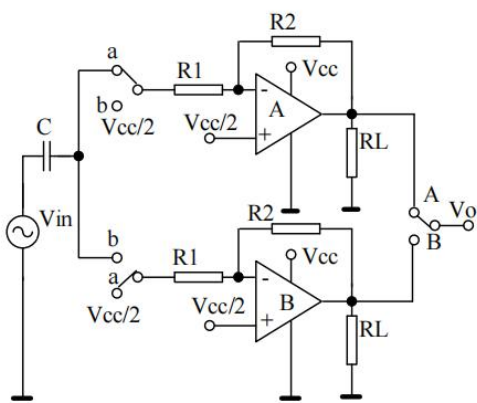 R2
a
R1
Vcc
b
Vcc/2
-
A
Vcc/2
+
C
RL
Vin
A
Vo
B
R2
b
R1
Vcc
a
-
Vcc/2
Vcc/2
B
+
RL